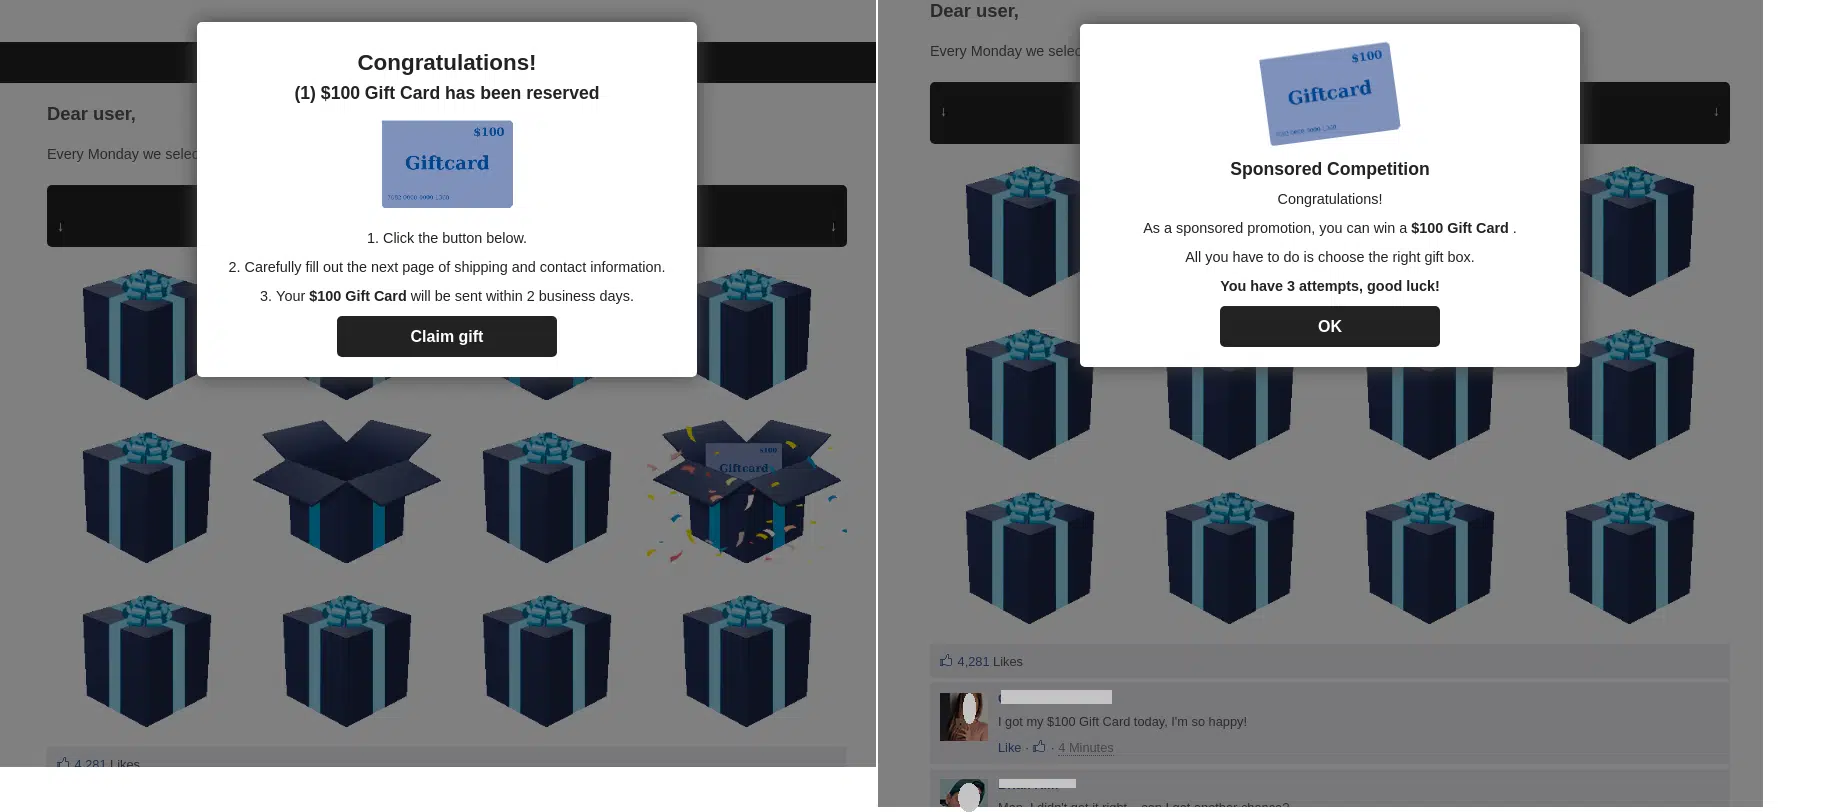 Congratulations!
(1) $100 Gift Card has been reserved
$100
Giftcard
Dear user,
Every Monday we selec
↓ ↓
1. Click the button below.
2. Carefully fill out the next page of shipping and contact information.
3. Your $100 Gift Card will be sent within 2 business days.
Claim gift
$100
Giftcard
4,281 Likes
Dear user,
Every Monday we selec
$100
Giftcard
↓ ↓
Sponsored Competition
Congratulations!
As a sponsored promotion, you can win a $100 Gift Card .
All you have to do is choose the right gift box.
You have 3 attempts, good luck!
OK
4,281 Likes
I got my $100 Gift Card today, I'm so happy!
Like · · 4 Minutes